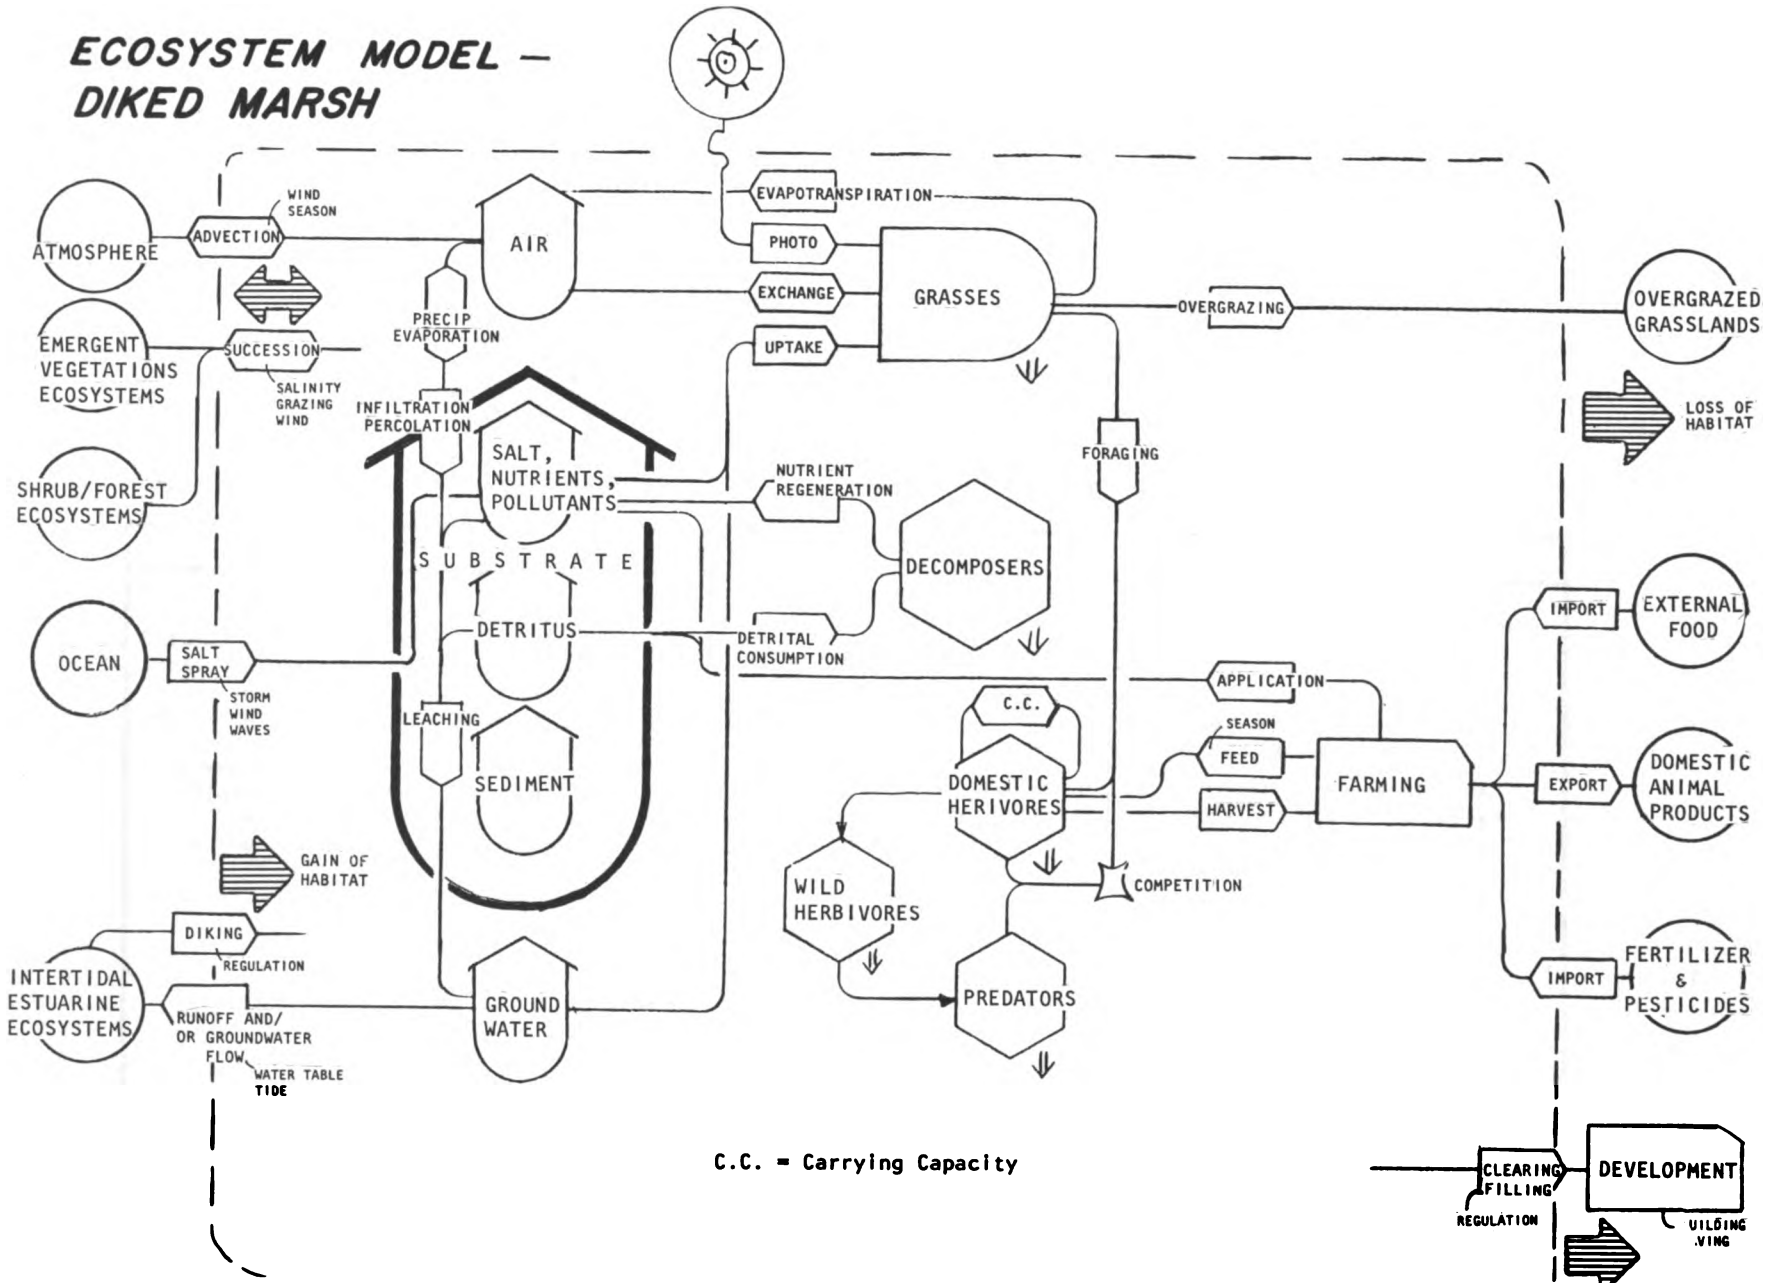 ECOSYSTEM MODEL —
DIKED MARSH
WIND
SEASON
ATMOSPHERE
ADVECTION
AIR
EVAPOTRANSPIRATION
PHOTO
EXCHANGE
UPTAKE
GRASSES
OVERGRAZING
OVERGRAZED
GRASSLANDS
LOSS OF
HABITAT
EMERGENT
VEGETATIONS
ECOSYSTEMS
SUCCESSION
SALINITY
GRAZING
WIND
PRECIP
EVAPORATION
INFILTRATION
PERCOLATION
SHRUB/FOREST
ECOSYSTEMS
SALT,
NUTRIENTS,
POLLUTANTS
NUTRIENT
REGENERATION
FORAGING
SUBSTRATE
DECOMPOSERS
DETRITUS
DETRITAL
CONSUMPTION
OCEAN
SALT
SPRAY
STORM
WIND
WAVES
LEACHING
SEDIMENT
APPLICATION
C.C.
SEASON
FEED
HARVEST
DOMESTIC
HERIVORES
FARMING
IMPORT
EXTERNAL
FOOD
EXPORT
DOMESTIC
ANIMAL
PRODUCTS
GAIN OF
HABITAT
WILD
HERBIVORES
COMPETITION
PREDATORS
DIKING
REGULATION
INTERTIDAL
ESTUARINE
ECOSYSTEMS
RUNOFF AND/
OR GROUNDWATER
FLOW
WATER TABLE
TIDE
GROUND
WATER
IMPORT
FERTILIZER
&
PESTICIDES
C.C. = Carrying Capacity
CLEARING
FILLING
REGULATION
DEVELOPMENT
UILDING
.VING